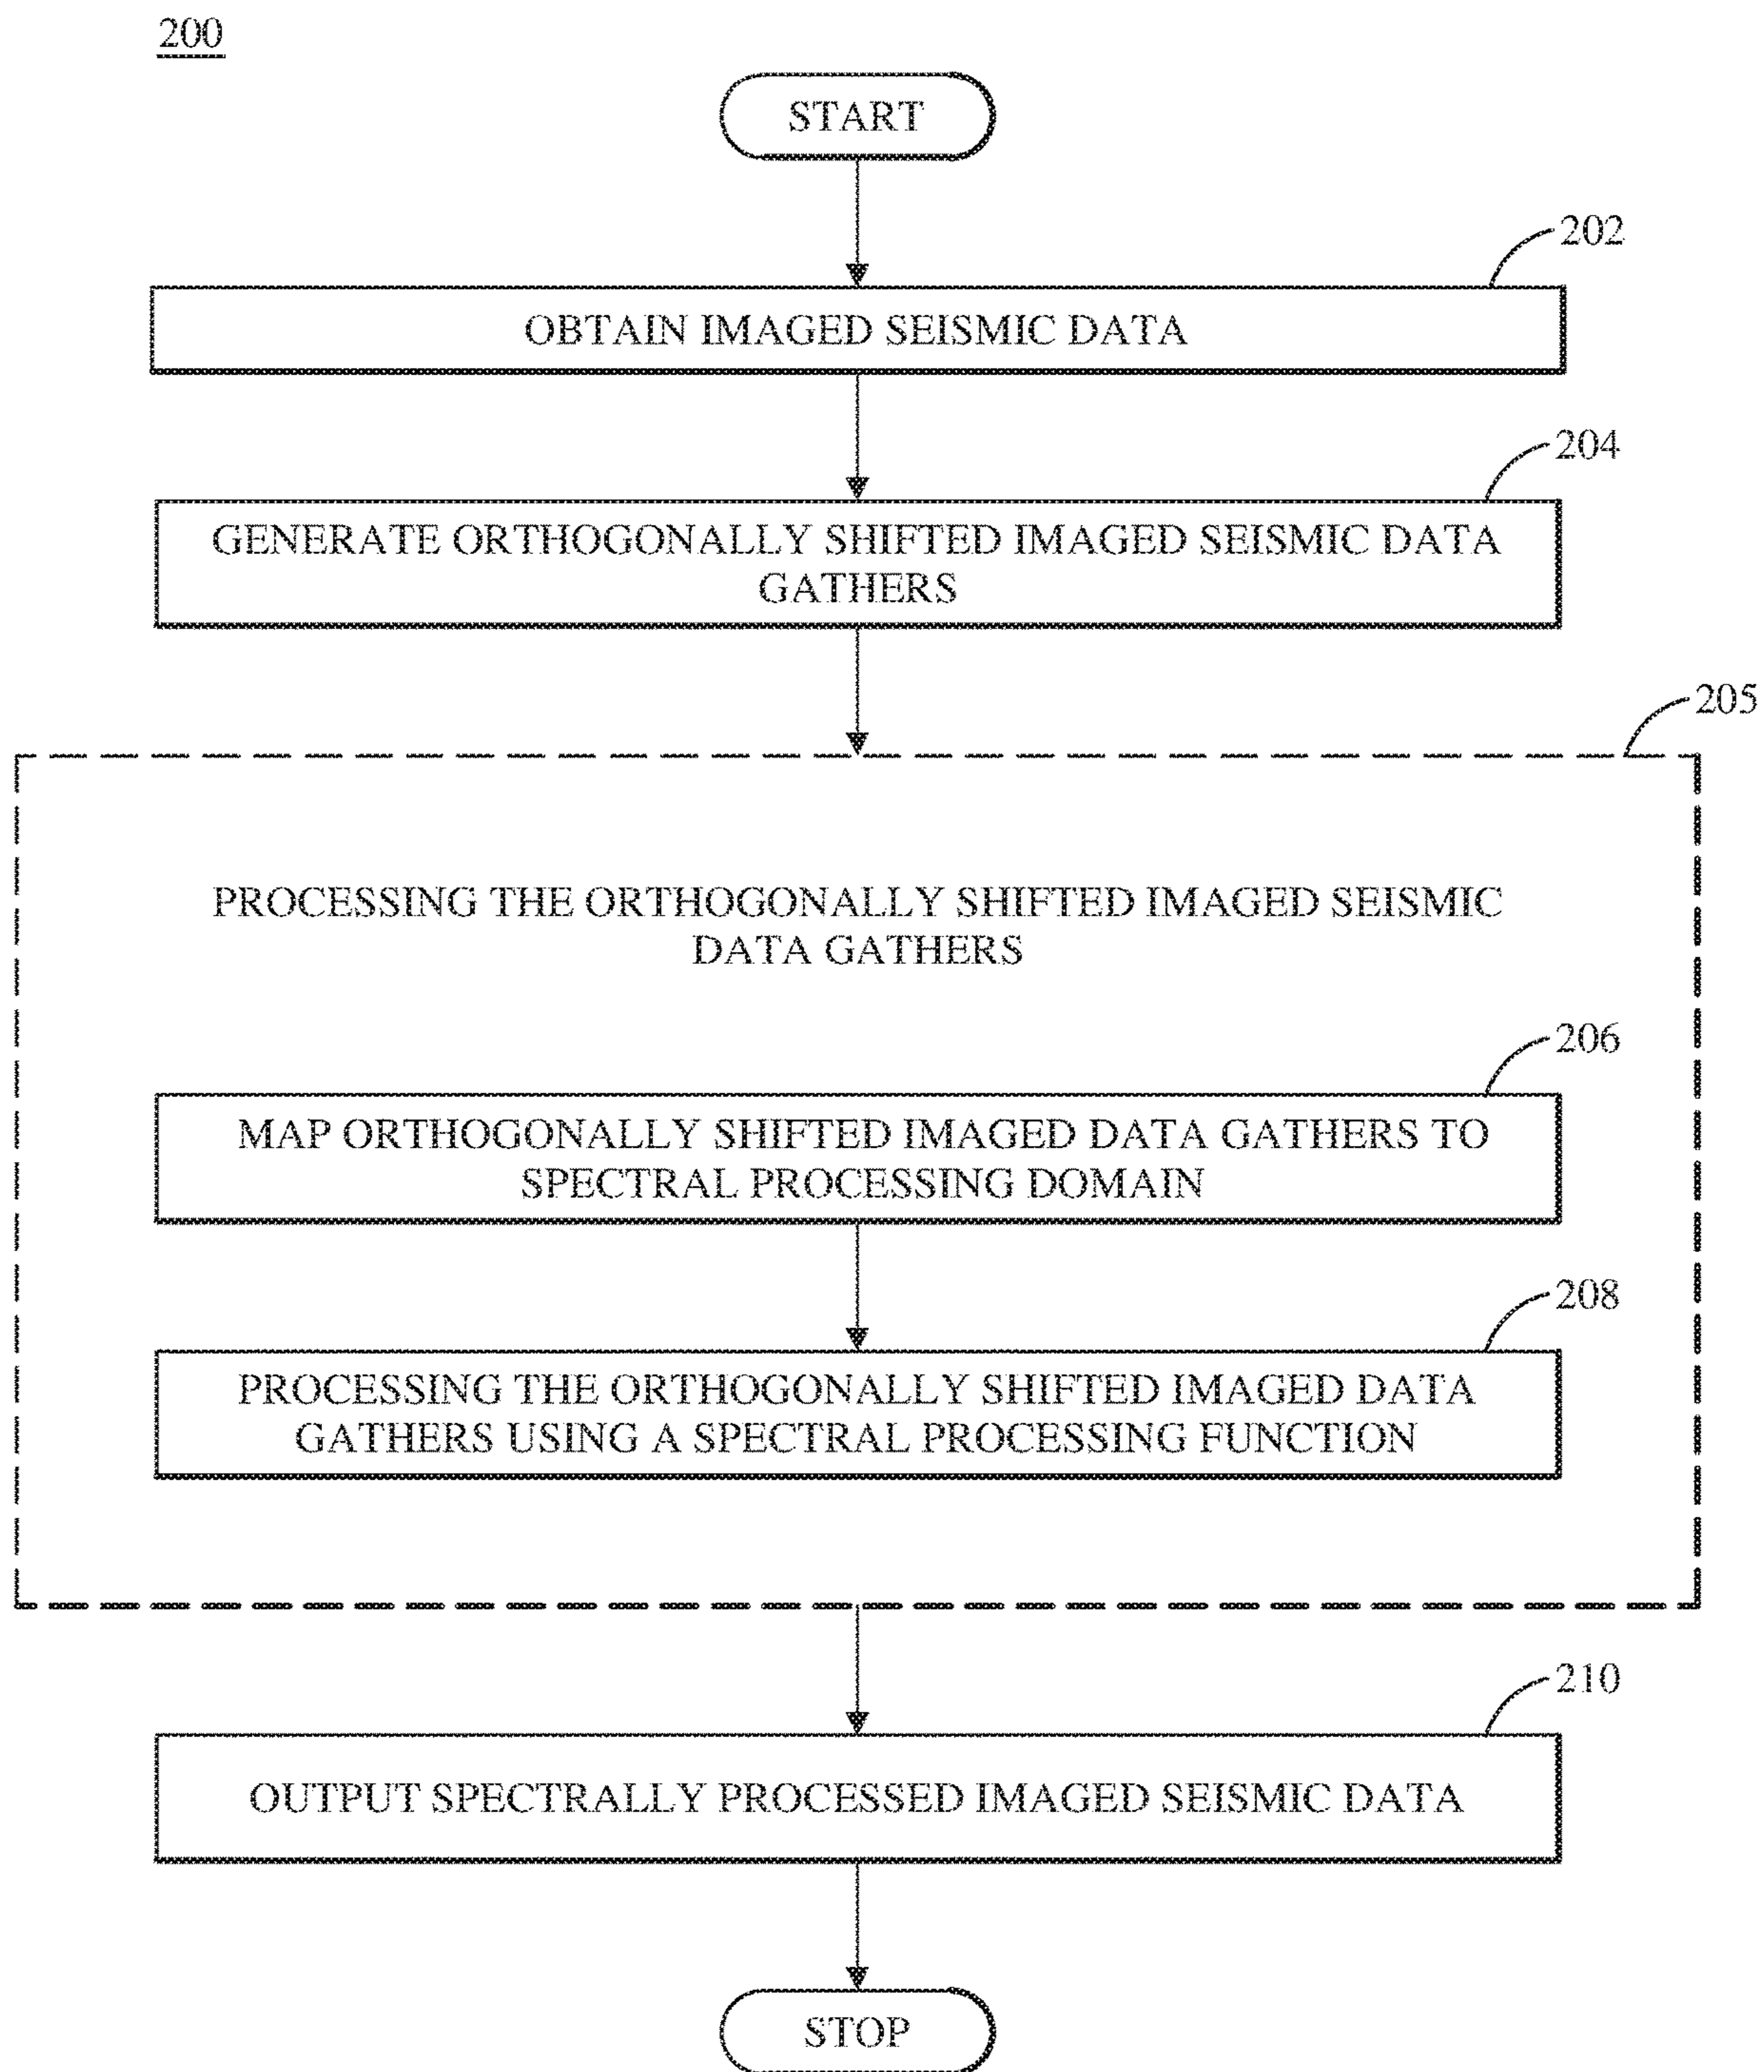 200
START
202
OBTAIN IMAGED SEISMIC DATA
204
GENERATE ORTHOGONALLY SHIFTED IMAGED SEISMIC DATA
GATHERS
205
PROCESSING THE ORTHOGONALLY SHIFTED IMAGED SEISMIC
DATA GATHERS
206
MAP ORTHOGONALLY SHIFTED IMAGED DATA GATHERS TO
SPECTRAL PROCESSING DOMAIN
208
PROCESSING THE ORTHOGONALLY SHIFTED IMAGED DATA
GATHERS USING A SPECTRAL PROCESSING FUNCTION
210
OUTPUT SPECTRALLY PROCESSED IMAGED SEISMIC DATA
STOP